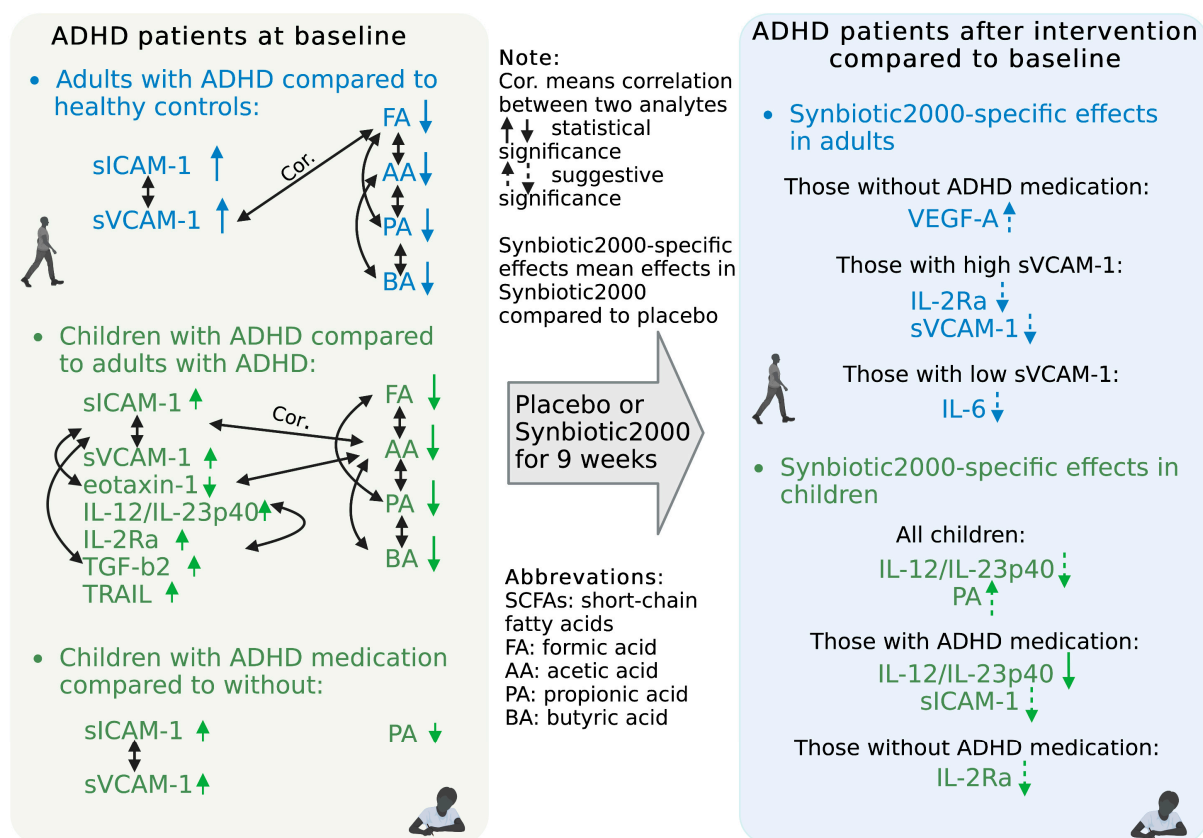 ADHD patients at baseline
• Adults with ADHD compared to
healthy controls:
sICAM-1
sVCAM-1
Cor.
FA
AA
PA
BA
• Children with ADHD compared
to adults with ADHD:
sICAM-1
sVCAM-1
eotaxin-1
IL-12/IL-23p40
IL-2Ra
TGF-b2
TRAIL
Cor.
FA
AA
PA
BA
• Children with ADHD medication
compared to without:
sICAM-1
sVCAM-1
PA
Note:
Cor. means correlation
between two analytes
statistical
significance
suggestive
significance
Synbiotic2000-specific
effects mean effects in
Synbiotic2000
compared to placebo
Placebo or
Synbiotic2000
for 9 weeks
Abbrevations:
SCFAs: short-chain
fatty acids
FA: formic acid
AA: acetic acid
PA: propionic acid
BA: butyric acid
ADHD patients after intervention
compared to baseline
• Synbiotic2000-specific effects
in adults
Those without ADHD medication:
VEGF-A
Those with high sVCAM-1:
IL-2Ra
sVCAM-1
Those with low sVCAM-1:
IL-6
• Synbiotic2000-specific effects in
children
All children:
IL-12/IL-23p40
PA
Those with ADHD medication:
IL-12/IL-23p40
sICAM-1
Those without ADHD medication:
IL-2Ra